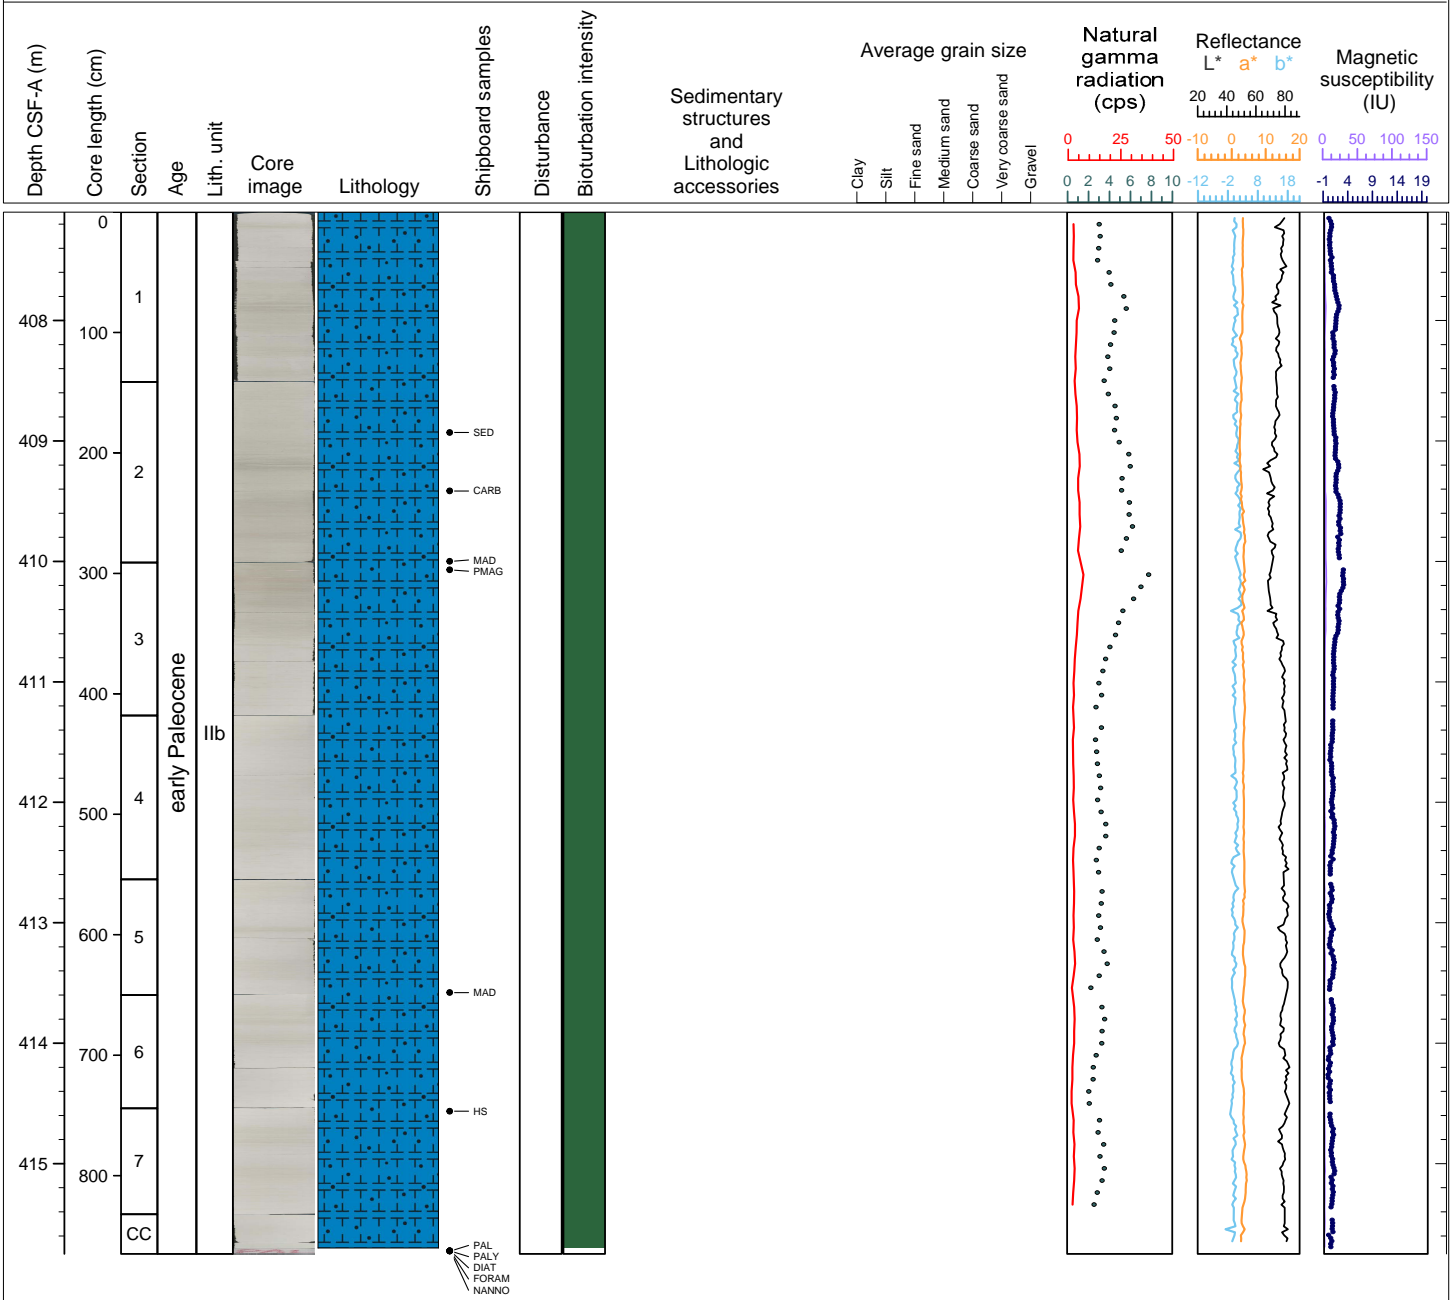 Depth CSF-A (m)
Core length (cm)
Section
Age
Lith. unit
Core
image
Lithology
Shipboard samples
Disturbance
Bioturbation intensity
Sedimentary
structures
and
Lithologic
accessories
Average grain size
Clay
Silt
Fine sand
Medium sand
Coarse sand
Very coarse sand
Gravel
Natural
gamma
radiation
(cps)
0 25 50
0 2 4 6 8 10
Reflectance
L* a* b*
20 40 60 80
-10 0 10 20
-12 -2 8 18
Magnetic
susceptibility
(IU)
0 50 100 150
-1 4 9 14 19
408
409
410
411
412
413
414
415
0
100
200
300
400
500
600
700
800
1
2
3
4
5
6
7
CC
early Paleocene
IIb
SED
CARB
MAD
PMAG
MAD
HS
PAL
PALY
DIAT
FORAM
NANNO